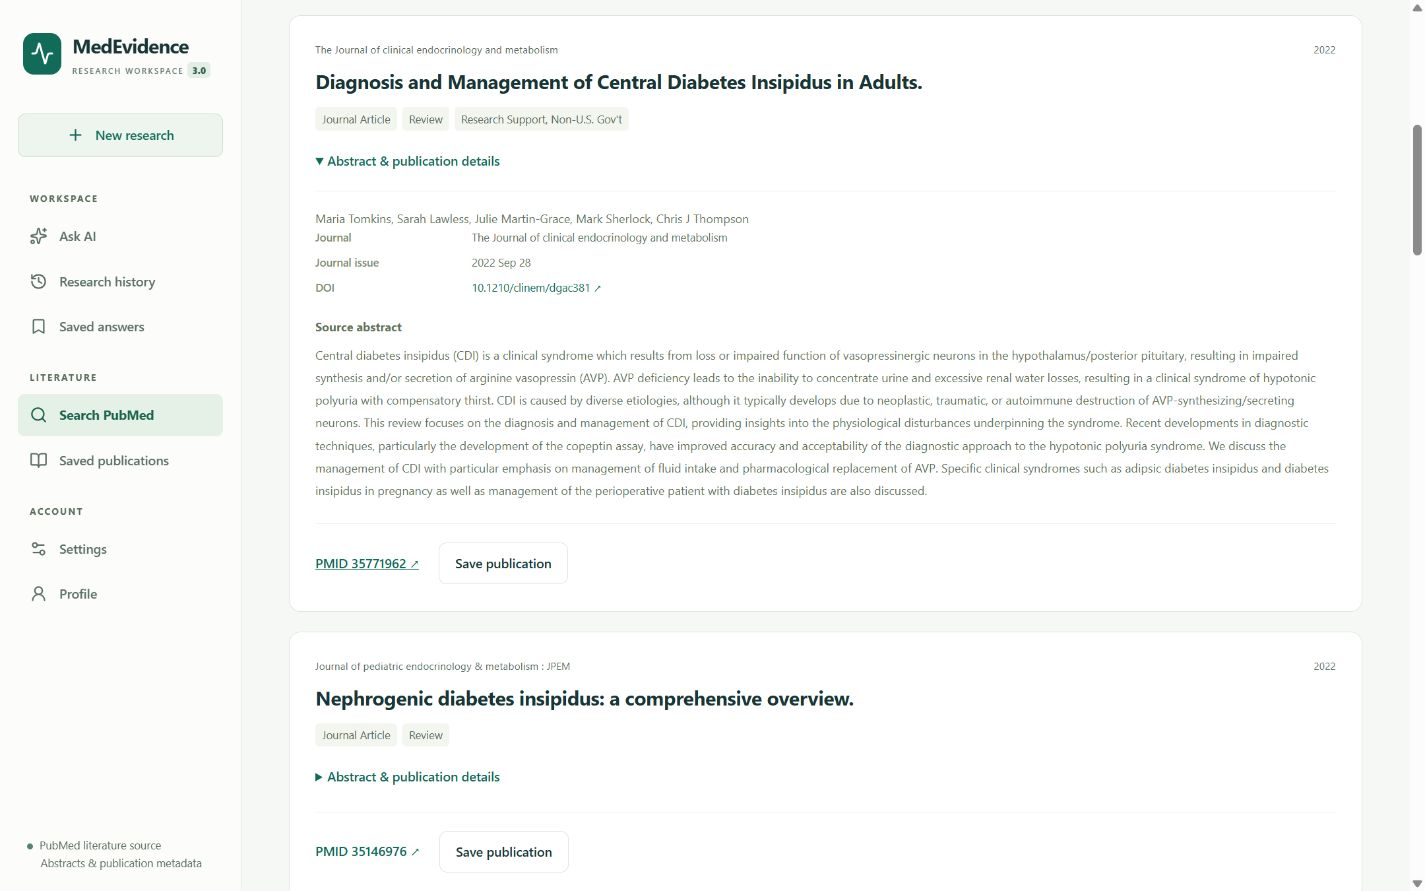 MedEvidence
RESEARCH WORKSPACE 3.0
+ New research
WORKSPACE
Ask AI
Research history
Saved answers
LITERATURE
Search PubMed
Saved publications
ACCOUNT
Settings
Profile
PubMed literature source
Abstracts & publication metadata
The Journal of clinical endocrinology and metabolism 2022
Diagnosis and Management of Central Diabetes Insipidus in Adults.
Journal Article Review Research Support, Non-U.S. Gov't
▼ Abstract & publication details
Maria Tomkins, Sarah Lawless, Julie Martin-Grace, Mark Sherlock, Chris J Thompson
Journal The Journal of clinical endocrinology and metabolism
Journal issue 2022 Sep 28
DOI 10.1210/clinem/dgac381 ↗
Source abstract
Central diabetes insipidus (CDI) is a clinical syndrome which results from loss or impaired function of vasopressinergic neurons in the hypothalamus/posterior pituitary, resulting in impaired
synthesis and/or secretion of arginine vasopressin (AVP). AVP deficiency leads to the inability to concentrate urine and excessive renal water losses, resulting in a clinical syndrome of hypotonic
polyuria with compensatory thirst. CDI is caused by diverse etiologies, although it typically develops due to neoplastic, traumatic, or autoimmune destruction of AVP-synthesizing/secreting
neurons. This review focuses on the diagnosis and management of CDI, providing insights into the physiological disturbances underpinning the syndrome. Recent developments in diagnostic
techniques, particularly the development of the copeptin assay, have improved accuracy and acceptability of the diagnostic approach to the hypotonic polyuria syndrome. We discuss the
management of CDI with particular emphasis on management of fluid intake and pharmacological replacement of AVP. Specific clinical syndromes such as adipsic diabetes insipidus and diabetes
insipidus in pregnancy as well as management of the perioperative patient with diabetes insipidus are also discussed.
PMID 35771962 ↗ Save publication
Journal of pediatric endocrinology & metabolism : JPEM 2022
Nephrogenic diabetes insipidus: a comprehensive overview.
Journal Article Review
▶ Abstract & publication details
PMID 35146976 ↗ Save publication